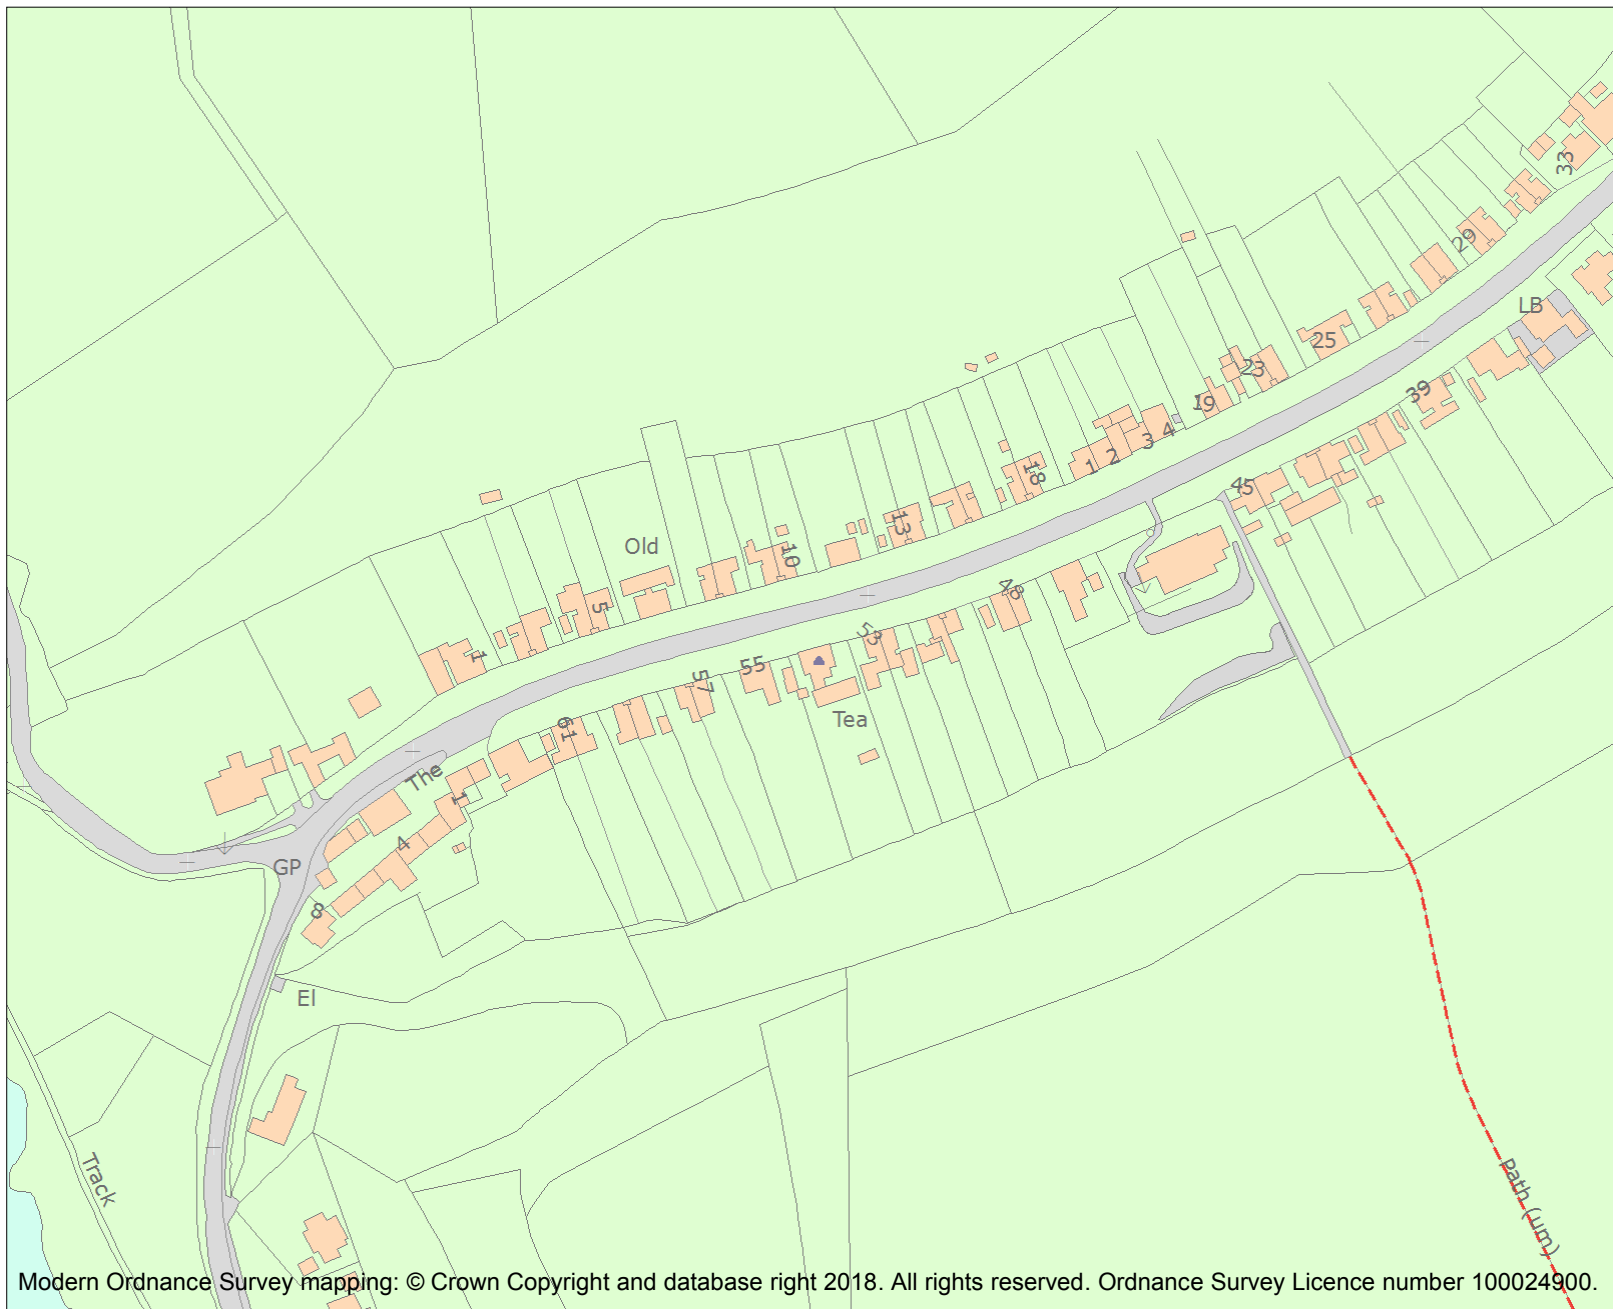 33
29
LB
25
23
19
39
4
3
2
1
18
45
13
10
Old
5
48
53
55
57
1
Tea
61
The
1
4
GP
8
El
Track
Path (um)
Modern Ordnance Survey mapping: © Crown Copyright and database right 2018. All rights reserved. Ordnance Survey Licence number 100024900.